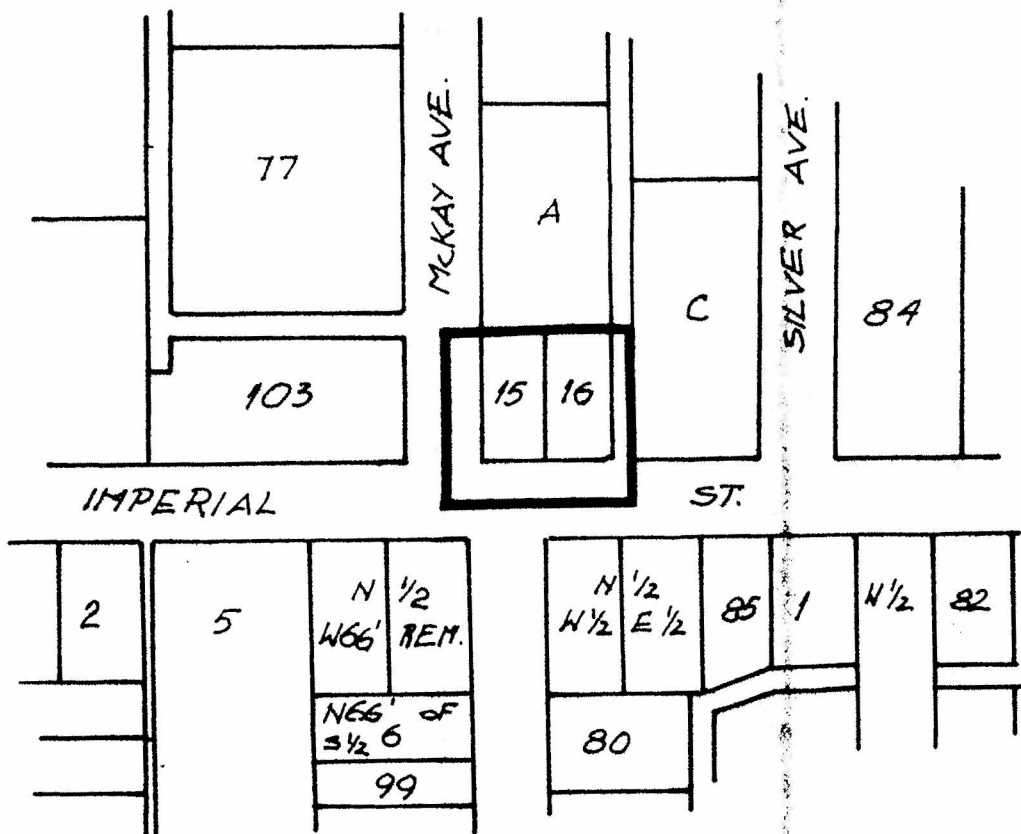 77
McKAY AVE.
A
C
SILVER AVE.
84
103
15
16
IMPERIAL
ST.
2
5
N 1/2
W66' REM.
N66' OF
S 1/2 6
99
N 1/2
W 1/2 E 1/2
85
1
W 1/2
82
80